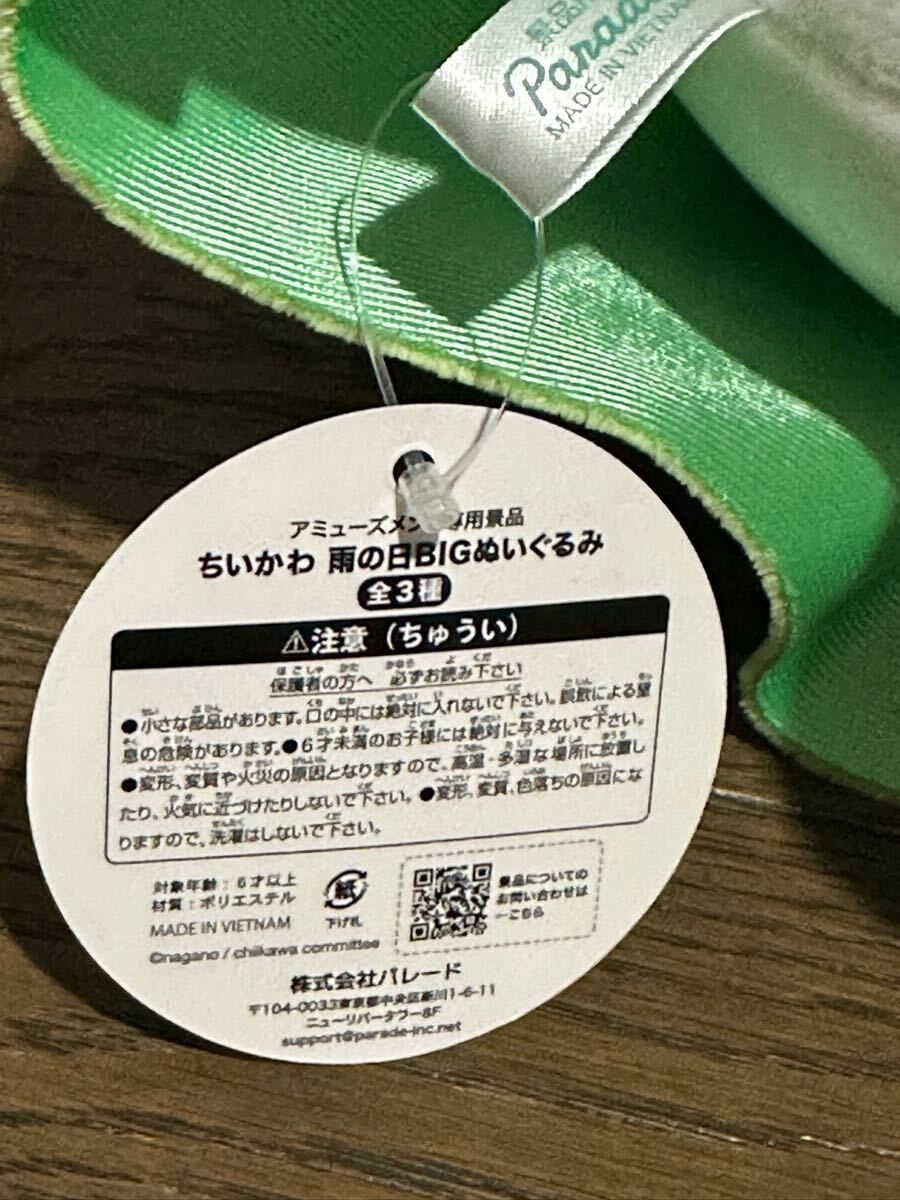 Parad
MADE IN VIETNA
アミューズメント専用景品
ちいかわ 雨の日BIGぬいぐるみ
全3種
⚠注意（ちゅうい）
保護者の方へ 必ずお読み下さい
●小さな部品があります。口の中には絶対に入れないで下さい。誤飲による窒
息の危険があります。●6才未満のお子様には絶対に与えないで下さい。
●変形、変質や火災の原因となりますので、高温・多湿な場所に放置し
たり、火気に近づけたりしないで下さい。●変形、変質、色落ちの原因にな
りますので、洗濯はしないで下さい。
対象年齢：6才以上
材質：ポリエステル
MADE IN VIETNAM
紙
下げ札
景品についての
お問い合わせは
←こちら
©nagano / chiikawa committee
株式会社パレード
〒104-0033東京都中央区新川1-6-11
ニューリバータワー8F
support@parade-inc.net